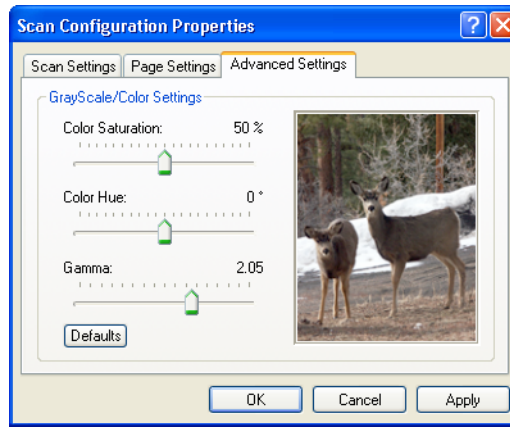 Scan Configuration Properties
Scan Settings Page Settings Advanced Settings
GrayScale/Color Settings
Color Saturation: 50 %
Color Hue: 0 °
Gamma: 2.05
Defaults
OK Cancel Apply